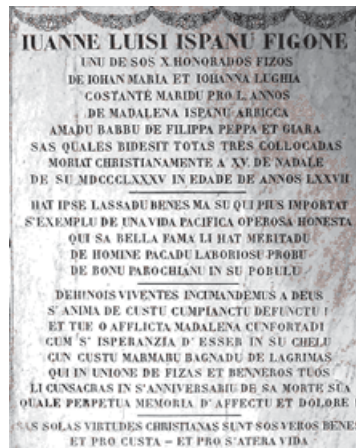 IUANNE LUISI ISPANU FIGONE
UNU DE SOS X. HONORADOS FIZOS
DE IOHAN MARIA ET IOHANNA LUGHIA
COSTANTE MARIDU PRO L. ANNOS
DE MADALENA ISPANU ARBICCA
AMADU BABBU DE FILIPPA PEPPA ET GIARA
SAS QUALES BIDESIT TOTAS TRES COLLOCADAS
MORIAT CHRISTIANAMENTE A XV. DE NADALE
DE SU MDCCCLXXXV IN EDADE DE ANNOS LXXVII
HAT IPSE LASSADU BENES MA SU QUI PIUS IMPORTAT
S'EXEMPLU DE UNA VIDA PACIFICA OPEROSA HONESTA
QUI SA BELLA FAMA LI HAT MERITADU
DE HOMINE PAGADU LABORIOSU PROBU
DE BONU PAROCHIANU IN SU POBULU
DEHINOIS VIVENTES INCUMANDEMUS A DEUS
S'ANIMA DE CUSTU CUMPIANCTU DEFUNCTU !
ET TUE O AFFLICTA MADALENA CUNFORTADI
CUM S'ISPERANZIA D'ESSER IN SU CHELU
CUN CUSTU MARMARU BAGNADU DE LAGRIMAS
QUI IN UNIONE DE FIZAS ET BENNEROS TUOS
LI CUNSACRAS IN S'ANNIVERSARIU DE SA MORTE SUA
QUALE PERPETUA MEMORIA D'AFFECTU ET DOLORE
SAS SOLAS VIRTUDES CHRISTIANAS SUNT SOS VEROS BENE
ET PRO CUSTA – ET PRO S'ATERA VIDA